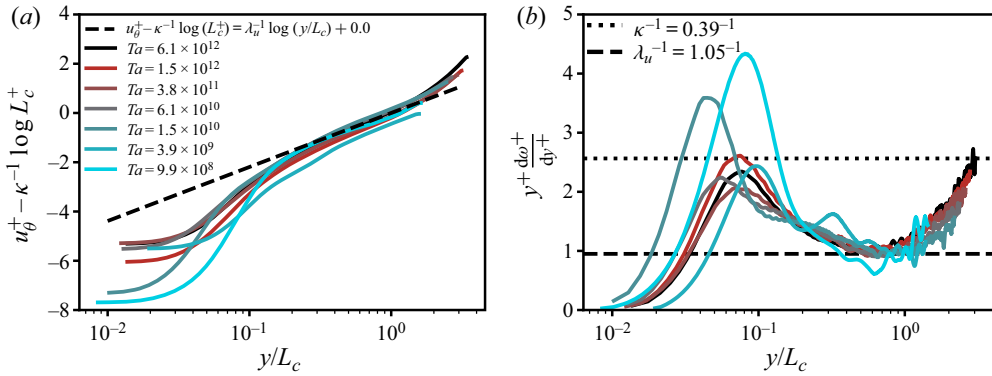 (a)
u_θ^+ − κ^{−1} log (L_c^+) = λ_u^{−1} log (y/L_c) + 0.0
Ta = 6.1 × 10^{12}
Ta = 1.5 × 10^{12}
Ta = 3.8 × 10^{11}
Ta = 6.1 × 10^{10}
Ta = 1.5 × 10^{10}
Ta = 3.9 × 10^9
Ta = 9.9 × 10^8
u_θ^+ − κ^{−1} log L_c^+
4
2
0
−2
−4
−6
−8
10^{−2}
10^{−1}
10^0
y/L_c
(b)
κ^{−1} = 0.39^{−1}
λ_u^{−1} = 1.05^{−1}
y^+ dω^+/dy^+
5
4
3
2
1
0
10^{−2}
10^{−1}
10^0
y/L_c